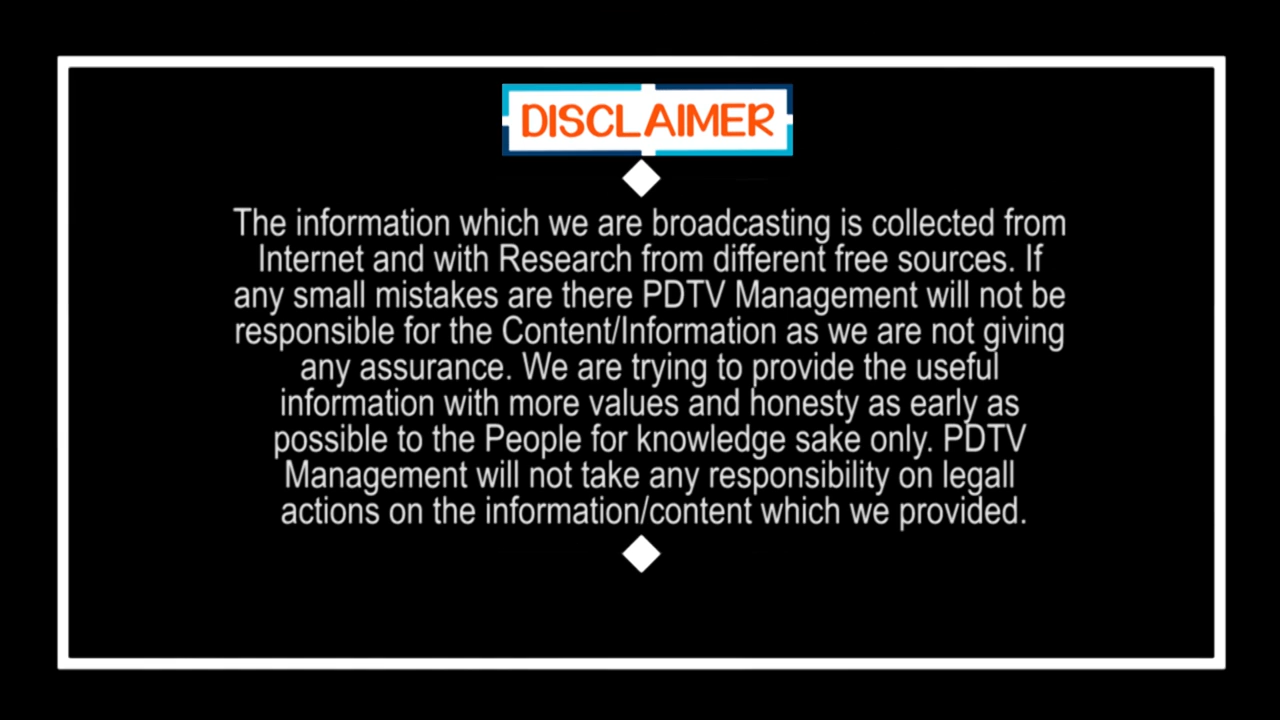 DISCLAIMER
The information which we are broadcasting is collected from
Internet and with Research from different free sources. If
any small mistakes are there PDTV Management will not be
responsible for the Content/Information as we are not giving
any assurance. We are trying to provide the useful
information with more values and honesty as early as
possible to the People for knowledge sake only. PDTV
Management will not take any responsibility on legall
actions on the information/content which we provided.